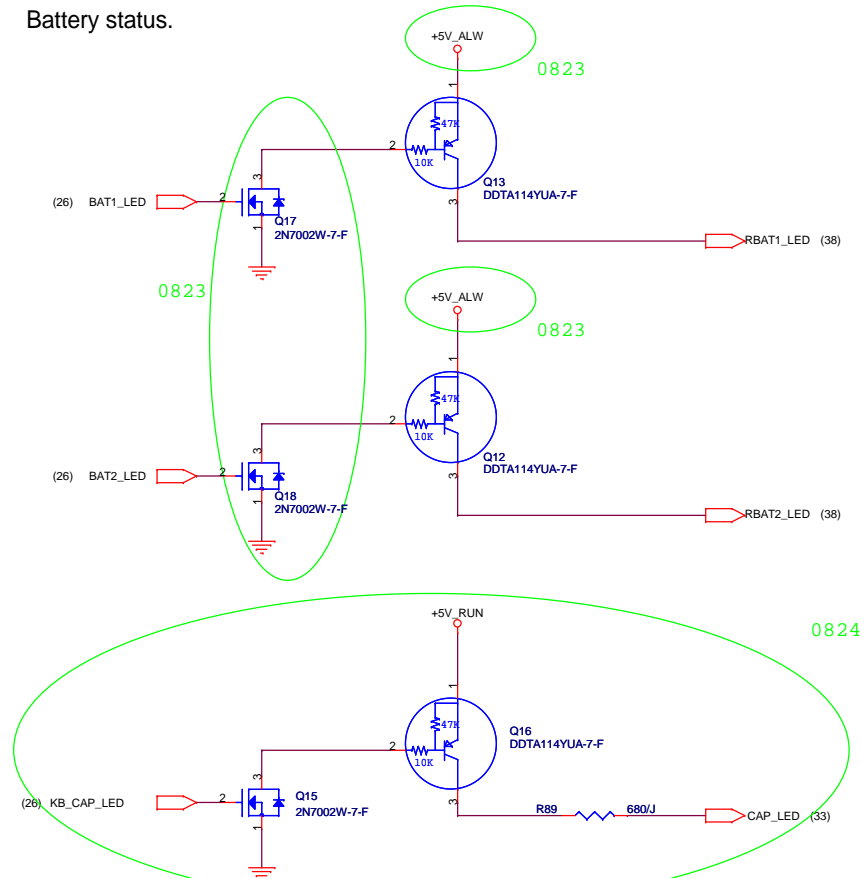 Battery status.
+5V_ALW
0823
1
47K
2
10K
3
Q13
DDTA114YUA-7-F
3
(26) BAT1_LED
2
Q17
2N7002W-7-F
1
RBAT1_LED (38)
0823
+5V_ALW
0823
1
47K
2
10K
3
Q12
DDTA114YUA-7-F
3
(26) BAT2_LED
2
Q18
2N7002W-7-F
1
RBAT2_LED (38)
+5V_RUN
0824
1
47K
Q16
DDTA114YUA-7-F
2
10K
3
3
(26) KB_CAP_LED
2
Q15
2N7002W-7-F
1
R89 680/J
CAP_LED (33)